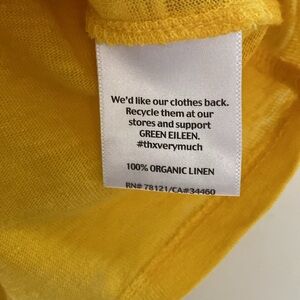 We'd like our clothes back.
Recycle them at our
stores and support
GREEN EILEEN.
#thxverymuch
100% ORGANIC LINEN
RN# 78121/CA#34460